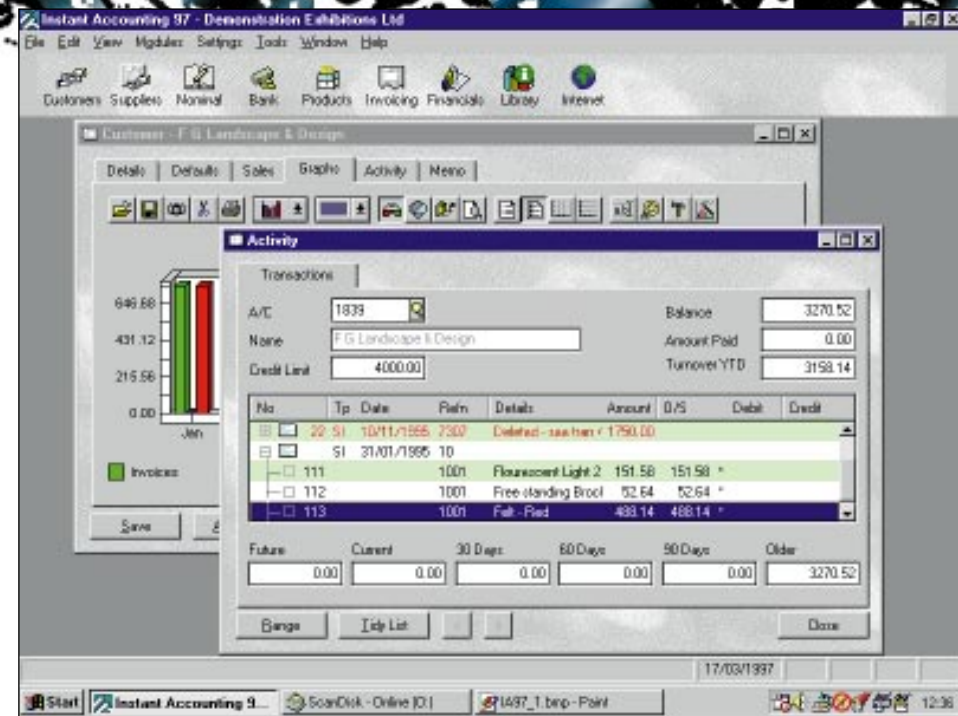 Instant Accounting 97 - Demonstration Exhibitions Ltd
File Edit View Modules Settings Tools Window Help
Customers Suppliers Nominal Bank Products Invoicing Financials Library Internet
Customer - F G Landscape & Design
Details Defaults Sales Graphs Activity Memo
Activity
Transactions
646.68
431.12
215.56
0.00
Jan
Invoices
Save
A/C 1839 Balance 3270.52
Name F G Landscape & Design Amount Paid 0.00
Credit Limit 4000.00 Turnover YTD 3158.14
No Tp Date Refn Details Amount O/S Debit Credit
22 SI 10/11/1995 2307 Deleted - see tran 1750.00
SI 31/01/1995 10
111 1001 Flourescent Light 2 151.58 151.58 *
112 1001 Free standing Broch 52.64 52.64 *
113 1001 Felt - Red 488.14 488.14 *
Future Current 30 Days 60 Days 90 Days Older
0.00 0.00 0.00 0.00 0.00 3270.52
Range Tidy List Close
17/03/1997
Start Instant Accounting 9... ScanDisk - Online (O:) IA97_1.bmp - Paint 12:36